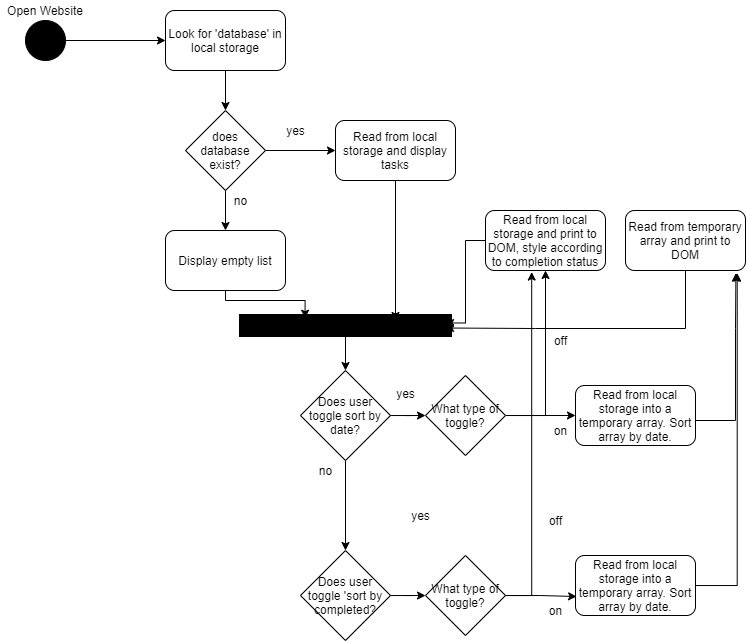 Open Website
Look for 'database' in
local storage
does
database
exist?
yes
Read from local
storage and display
tasks
no
Display empty list
Read from local
storage and print to
DOM, style according
to completion status
Read from temporary
array and print to
DOM
off
Does user
toggle sort by
date?
yes
What type of
toggle?
on
Read from local
storage into a
temporary array. Sort
array by date.
no
yes
off
Does user
toggle 'sort by
completed?
What type of
toggle?
on
Read from local
storage into a
temporary array. Sort
array by date.